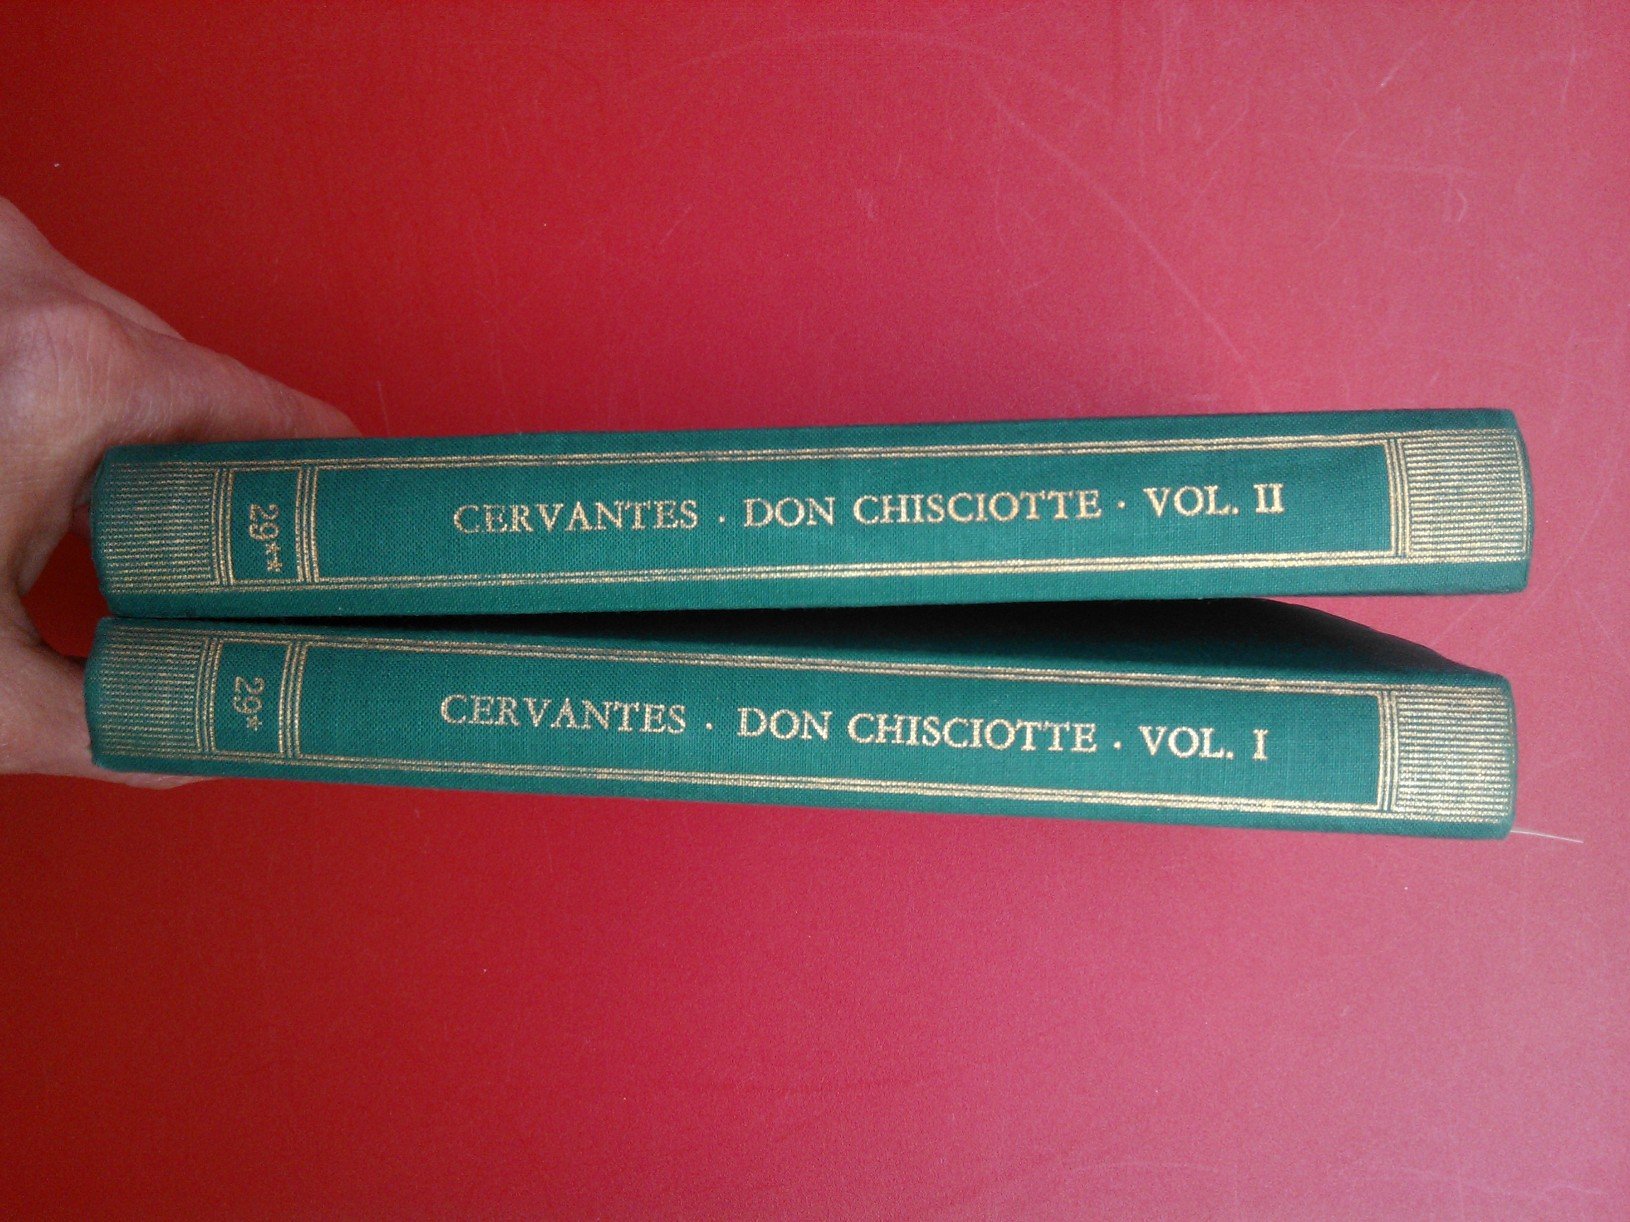 CERVANTES · DON CHISCIOTTE · VOL. II
29**
CERVANTES · DON CHISCIOTTE · VOL. I
29*